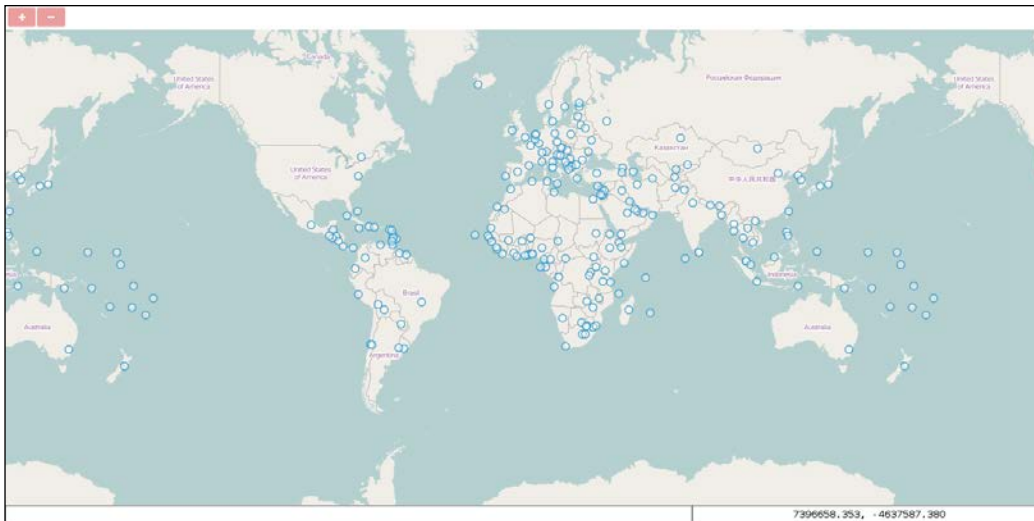 + −
Canada
United States
of America
Российская Федерация
United States
of America
Казахстан
United States
of America
中华人民共和国
Brasil
Indonesia
Australia
Argentina
Australia
7396658.353, -4637587.380